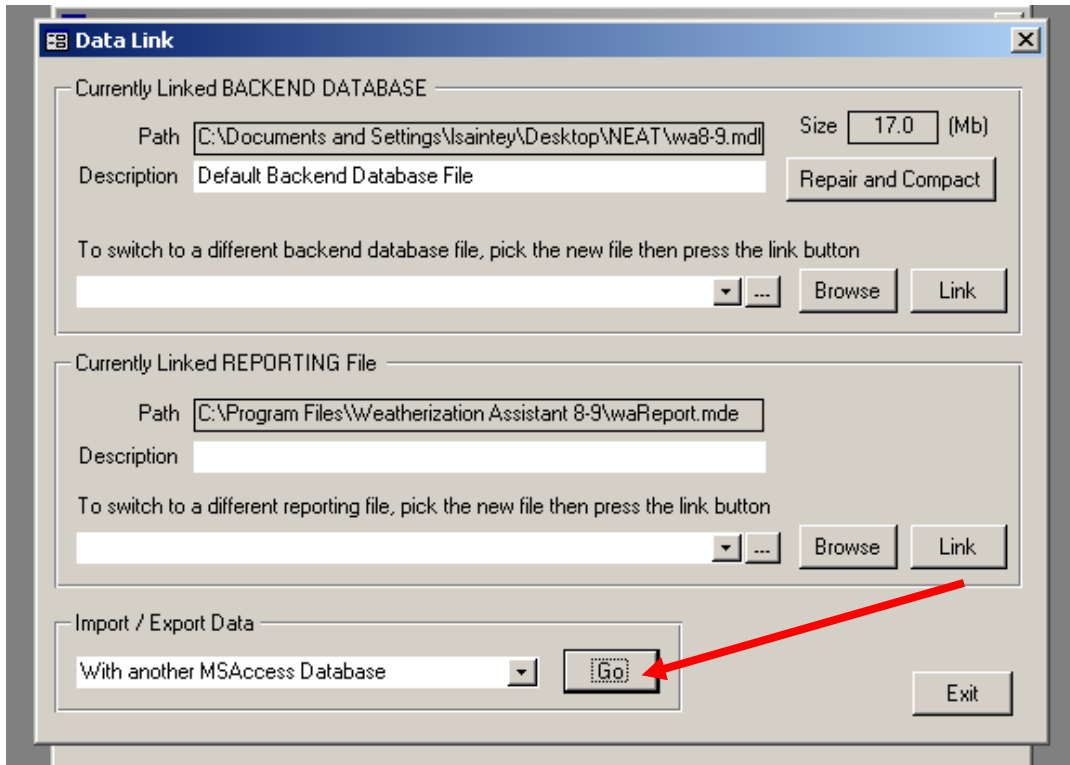 Data Link
Currently Linked BACKEND DATABASE
Path C:\Documents and Settings\lsaintey\Desktop\NEAT\wa8-9.mdl Size 17.0 (Mb)
Description Default Backend Database File Repair and Compact
To switch to a different backend database file, pick the new file then press the link button
... Browse Link
Currently Linked REPORTING File
Path C:\Program Files\Weatherization Assistant 8-9\waReport.mde
Description
To switch to a different reporting file, pick the new file then press the link button
... Browse Link
Import / Export Data
With another MSAccess Database Go
Exit